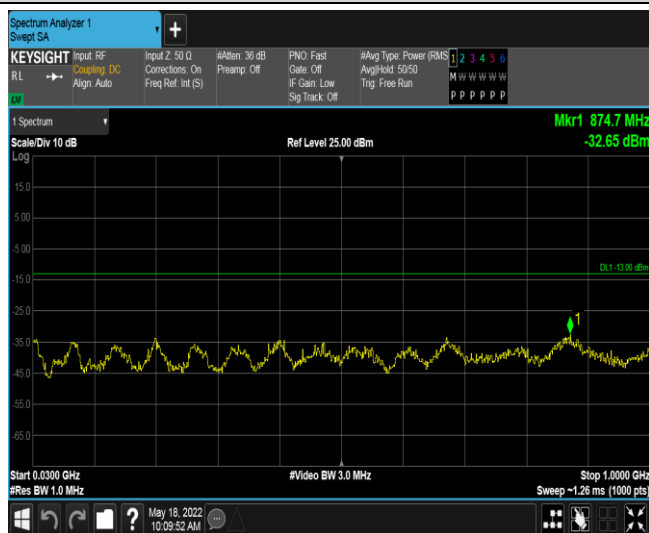 Spectrum Analyzer 1
Swept SA
KEYSIGHT
RL
Input: RF
Coupling: DC
Align: Auto
Input Z: 50 Ω
Corrections: On
Freq Ref: Int (S)
#Atten: 36 dB
Preamp: Off
PNO: Fast
Gate: Off
IF Gain: Low
Sig Track: Off
#Avg Type: Power (RMS
Avg|Hold: 50/50
Trig: Free Run
1 2 3 4 5 6
M W W W W W
P P P P P P
1 Spectrum
Scale/Div 10 dB
Ref Level 25.00 dBm
Mkr1 874.7 MHz
-32.65 dBm
Log
15.0
5.00
-5.00
DL1 -13.00 dBm
-15.0
-25.0
1
-35.0
-45.0
-55.0
-65.0
Start 0.0300 GHz
#Video BW 3.0 MHz
Stop 1.0000 GHz
#Res BW 1.0 MHz
Sweep ~1.26 ms (1000 pts)
?
May 18, 2022
10:09:52 AM